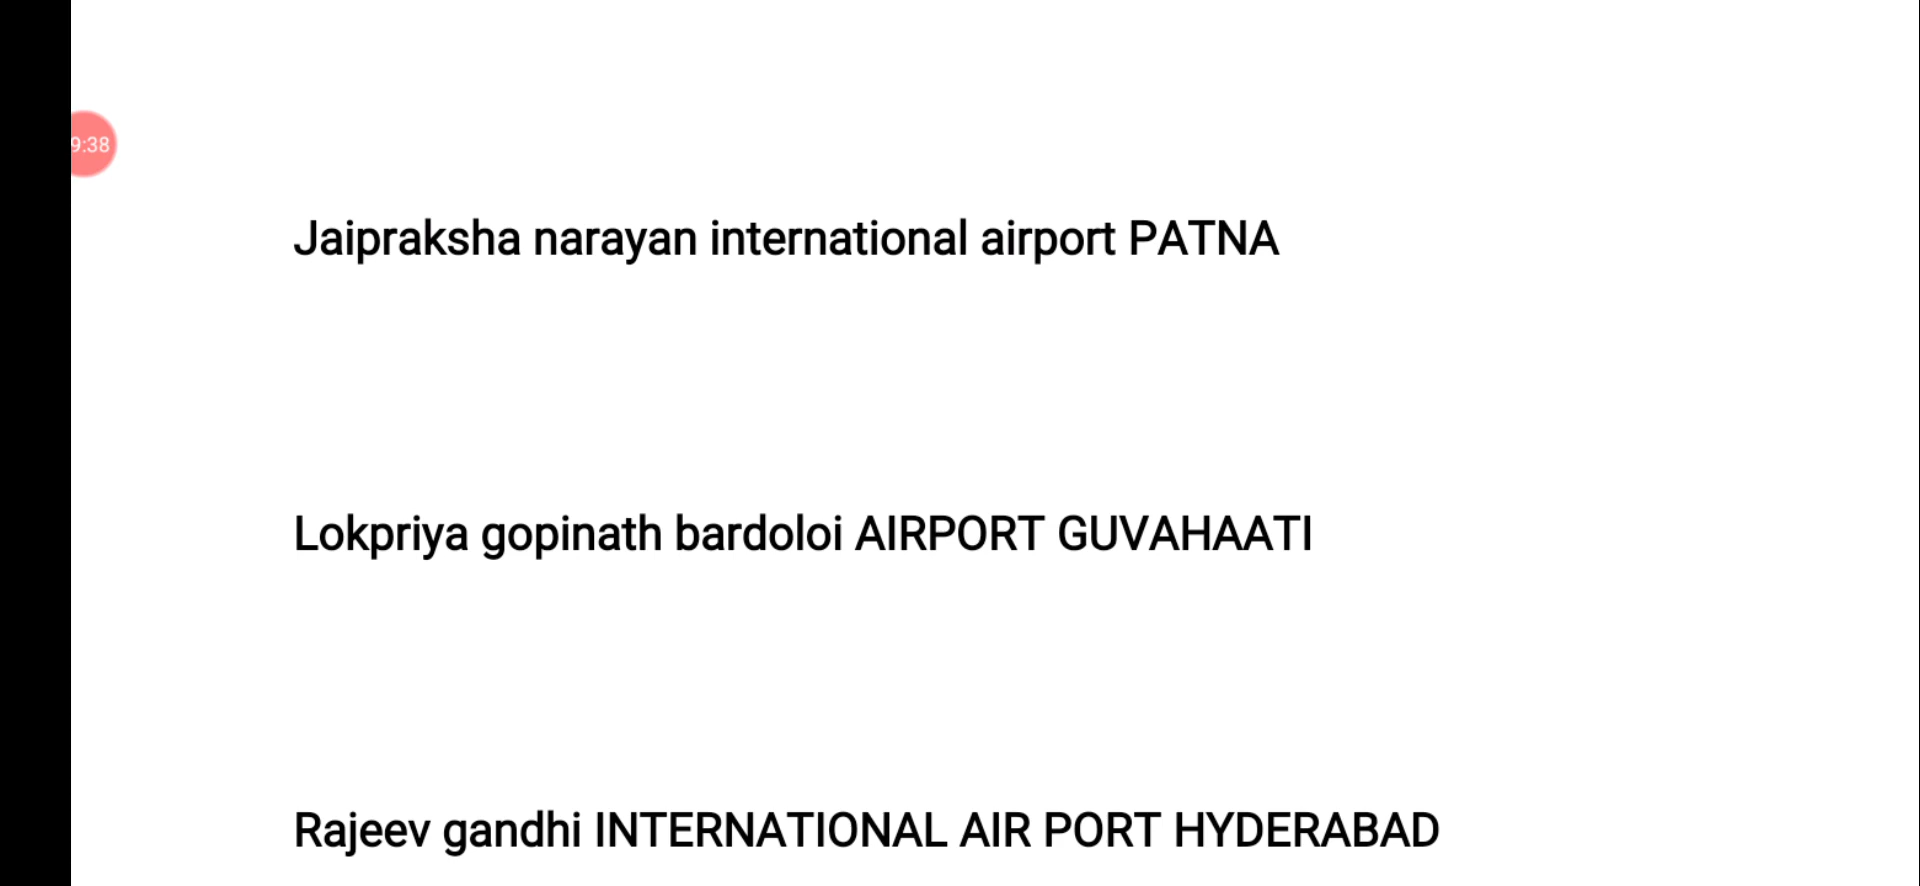 9:38
Jaipraksha narayan international airport PATNA
Lokpriya gopinath bardoloi AIRPORT GUVAHAATI
Rajeev gandhi INTERNATIONAL AIR PORT HYDERABAD